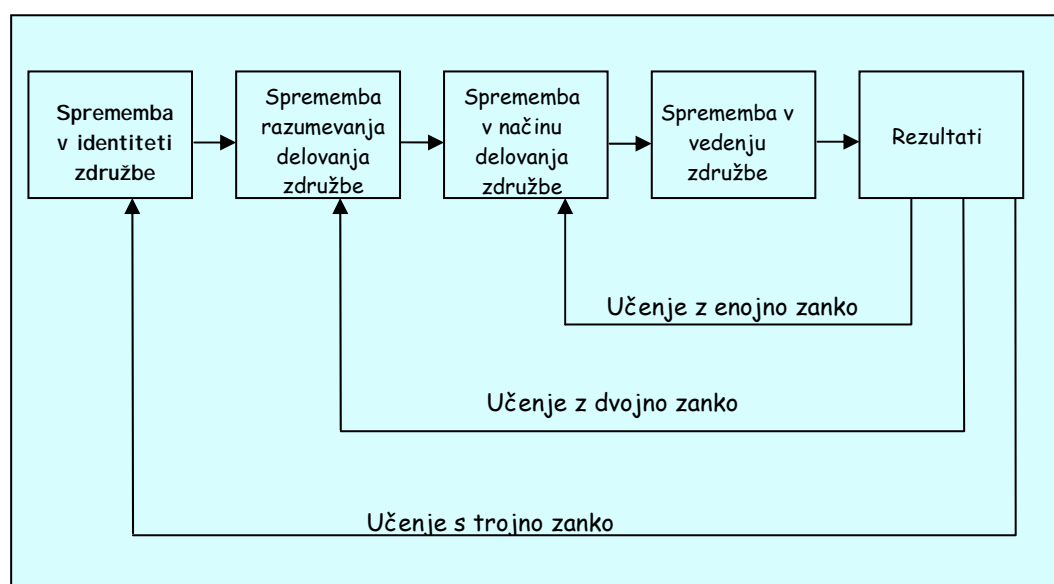 Sprememba
v identiteti
združbe
Sprememba
razumevanja
delovanja
združbe
Sprememba
v načinu
delovanja
združbe
Sprememba v
vedenju
združbe
Rezultati
Učenje z enojno zanko
Učenje z dvojno zanko
Učenje s trojno zanko